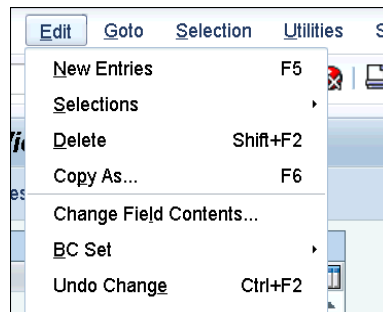 Edit Goto Selection Utilities S
New Entries F5
Selections
Delete Shift+F2
Copy As... F6
Change Field Contents...
BC Set
Undo Change Ctrl+F2